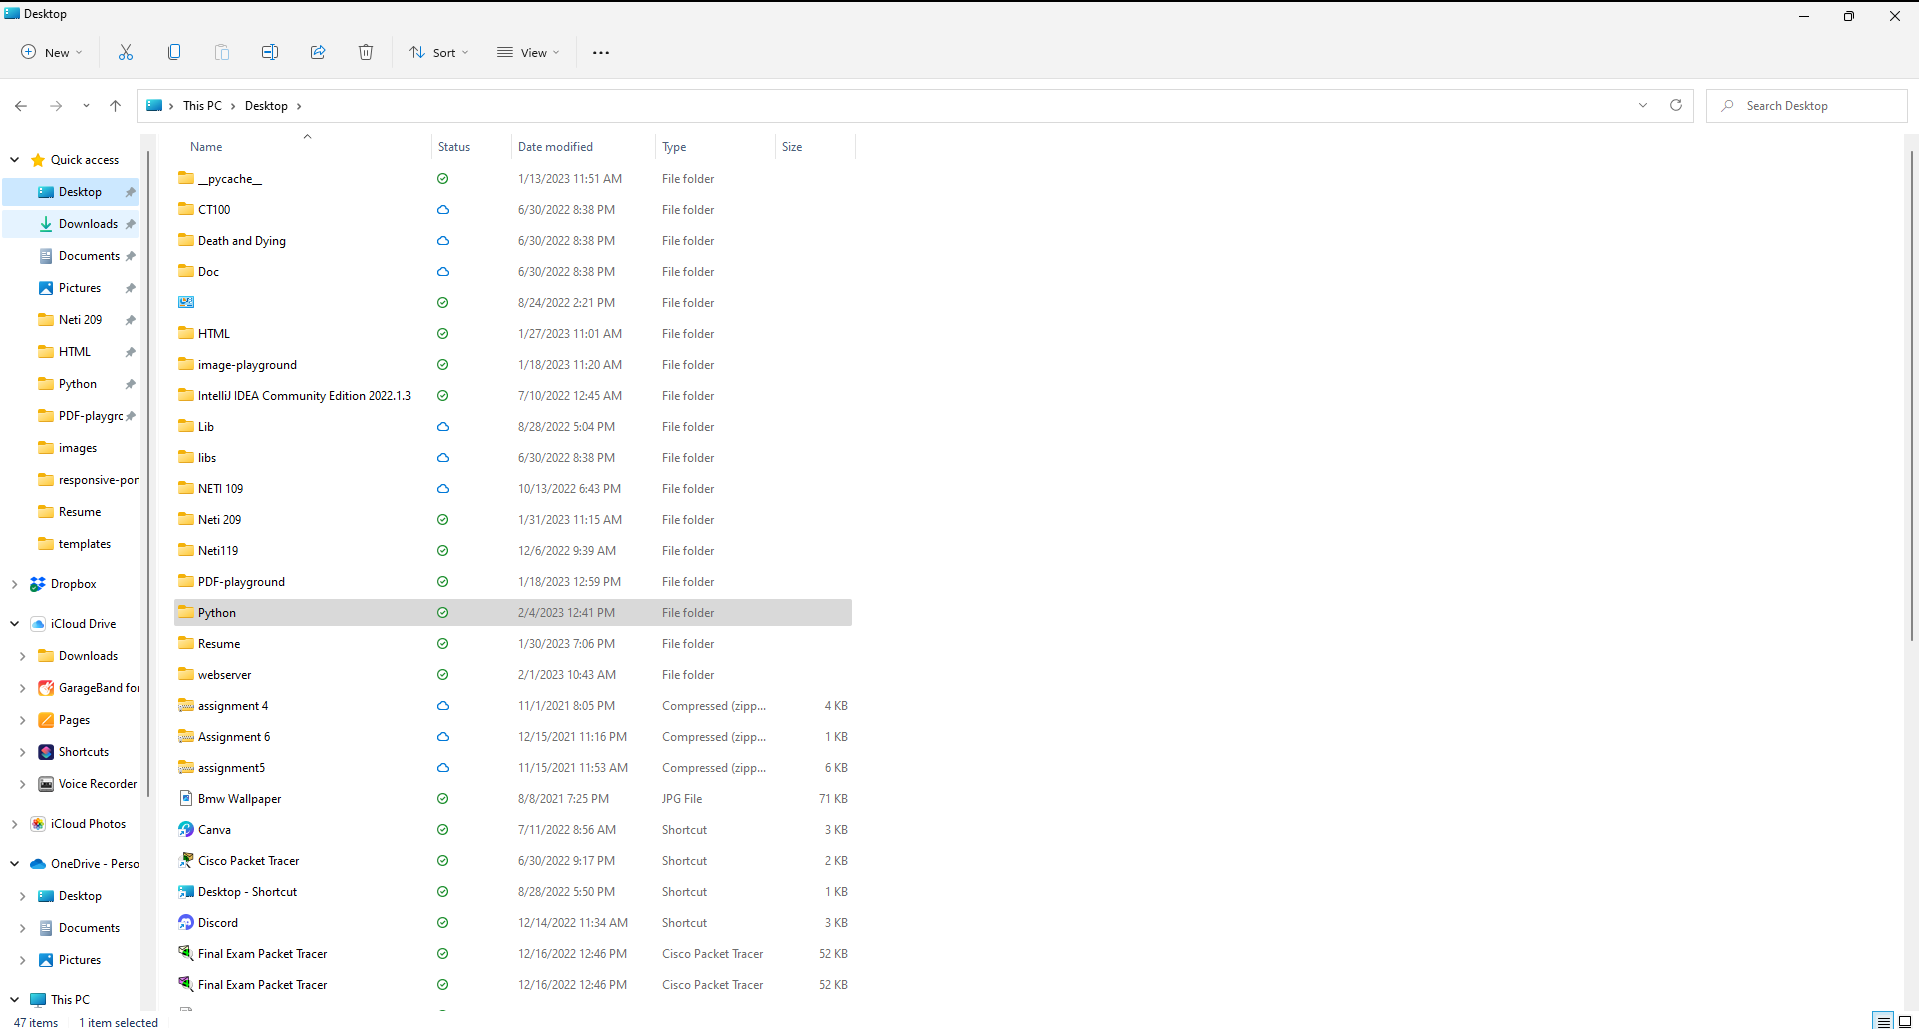 Desktop
New
Sort
View
This PC
Desktop
Search Desktop
Name Status Date modified Type Size
Quick access
Desktop
Downloads
Documents
Pictures
Neti 209
HTML
Python
PDF-playgrc
images
responsive-por
Resume
templates
Dropbox
iCloud Drive
Downloads
GarageBand for
Pages
Shortcuts
Voice Recorder
iCloud Photos
OneDrive - Perso
Desktop
Documents
Pictures
This PC
__pycache__ 1/13/2023 11:51 AM File folder
CT100 6/30/2022 8:38 PM File folder
Death and Dying 6/30/2022 8:38 PM File folder
Doc 6/30/2022 8:38 PM File folder
8/24/2022 2:21 PM File folder
HTML 1/27/2023 11:01 AM File folder
image-playground 1/18/2023 11:20 AM File folder
IntelliJ IDEA Community Edition 2022.1.3 7/10/2022 12:45 AM File folder
Lib 8/28/2022 5:04 PM File folder
libs 6/30/2022 8:38 PM File folder
NETI 109 10/13/2022 6:43 PM File folder
Neti 209 1/31/2023 11:15 AM File folder
Neti119 12/6/2022 9:39 AM File folder
PDF-playground 1/18/2023 12:59 PM File folder
Python 2/4/2023 12:41 PM File folder
Resume 1/30/2023 7:06 PM File folder
webserver 2/1/2023 10:43 AM File folder
assignment 4 11/1/2021 8:05 PM Compressed (zipp... 4 KB
Assignment 6 12/15/2021 11:16 PM Compressed (zipp... 1 KB
assignment5 11/15/2021 11:53 AM Compressed (zipp... 6 KB
Bmw Wallpaper 8/8/2021 7:25 PM JPG File 71 KB
Canva 7/11/2022 8:56 AM Shortcut 3 KB
Cisco Packet Tracer 6/30/2022 9:17 PM Shortcut 2 KB
Desktop - Shortcut 8/28/2022 5:50 PM Shortcut 1 KB
Discord 12/14/2022 11:34 AM Shortcut 3 KB
Final Exam Packet Tracer 12/16/2022 12:46 PM Cisco Packet Tracer 52 KB
Final Exam Packet Tracer 12/16/2022 12:46 PM Cisco Packet Tracer 52 KB
47 items 1 item selected